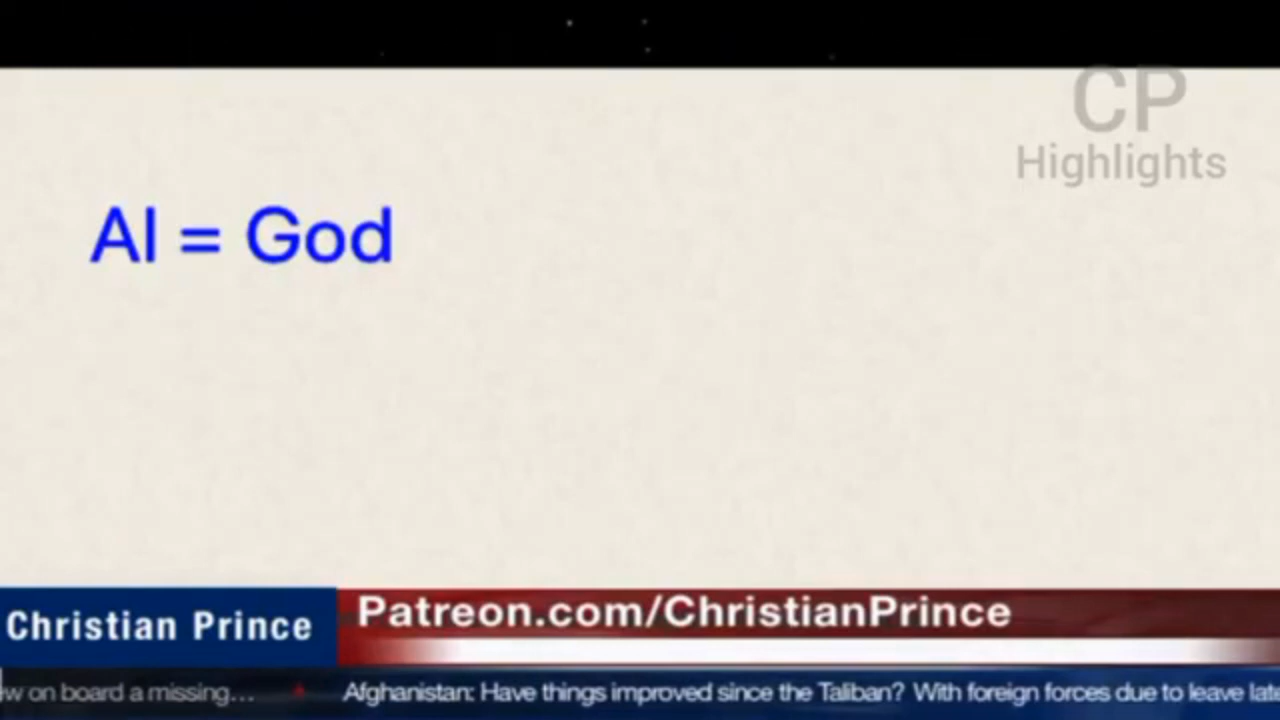 CP
Highlights
Al = God
Christian Prince
Patreon.com/ChristianPrince
on board a missing...
Afghanistan: Have things improved since the Taliban? With foreign forces due to leave